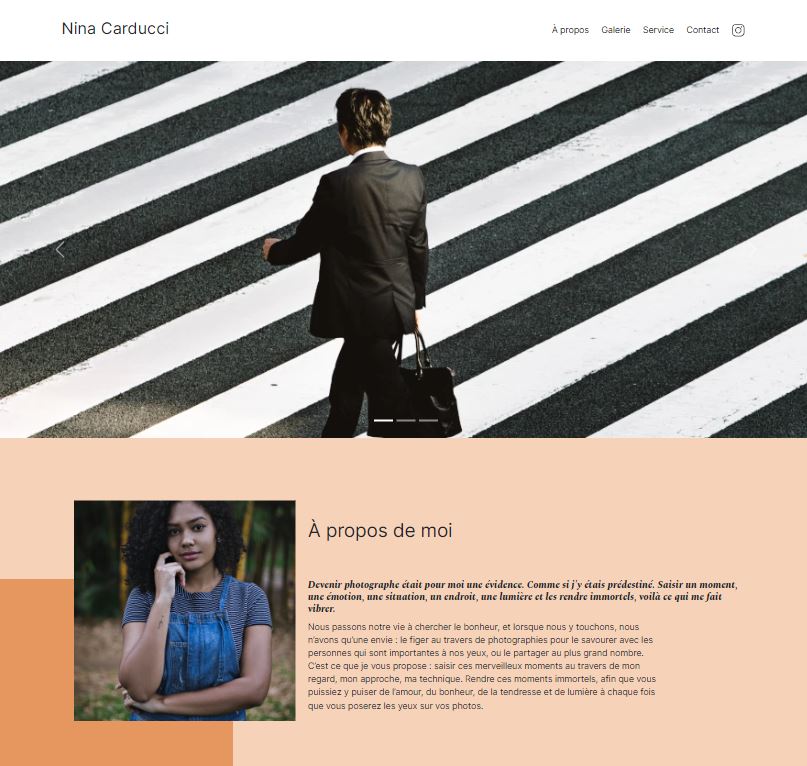 Nina Carducci
À propos Galerie Service Contact
À propos de moi
Devenir photographe était pour moi une évidence. Comme si j'y étais prédestiné. Saisir un moment,
une émotion, une situation, un endroit, une lumière et les rendre immortels, voilà ce qui me fait
vibrer.
Nous passons notre vie à chercher le bonheur, et lorsque nous y touchons, nous
n'avons qu'une envie : le figer au travers de photographies pour le savourer avec les
personnes qui sont importantes à nos yeux, ou le partager au plus grand nombre.
C'est ce que je vous propose : saisir ces merveilleux moments au travers de mon
regard, mon approche, ma technique. Rendre ces moments immortels, afin que vous
puissiez y puiser de l'amour, du bonheur, de la tendresse et de lumière à chaque fois
que vous poserez les yeux sur vos photos.